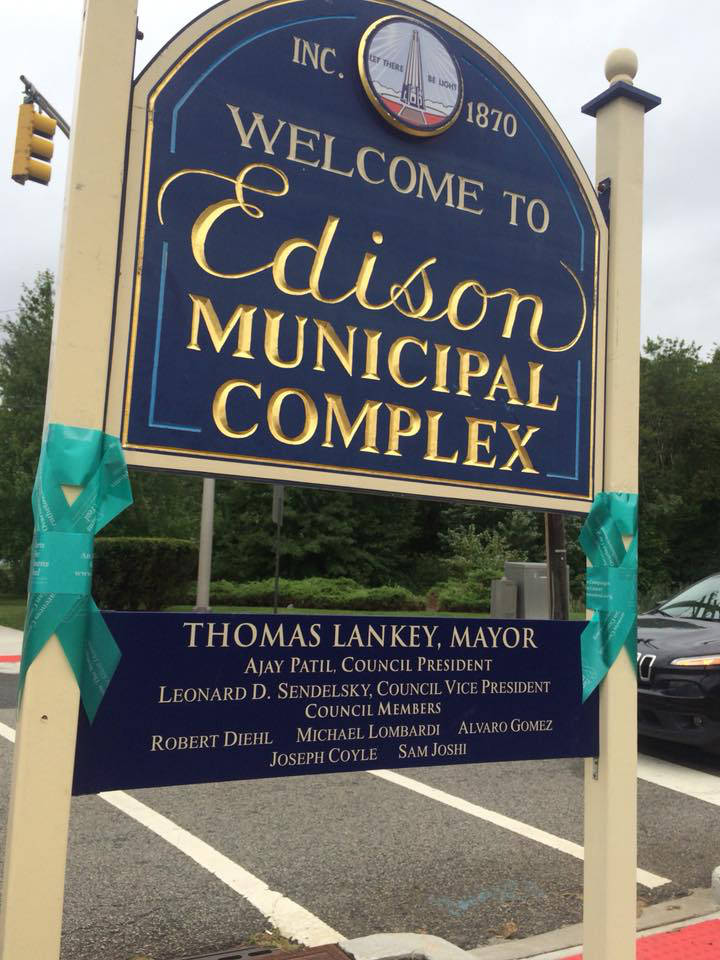 INC.
LET THERE BE LIGHT
1870
WELCOME TO
Edison
MUNICIPAL
COMPLEX
THOMAS LANKEY, MAYOR
AJAY PATIL, COUNCIL PRESIDENT
LEONARD D. SENDELSKY, COUNCIL VICE PRESIDENT
COUNCIL MEMBERS
ROBERT DIEHL MICHAEL LOMBARDI ALVARO GOMEZ
JOSEPH COYLE SAM JOSHI